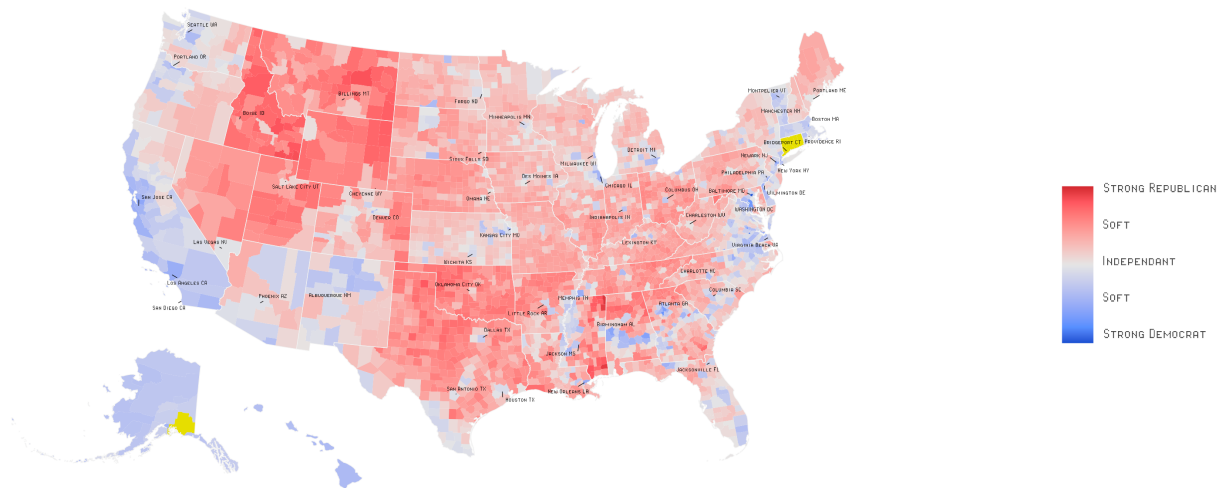 Seattle WA
Portland OR
Billings MT
Boise ID
Fargo ND
Minneapolis MN
Montpelier VT
Portland ME
Manchester NH
Boston MA
Bridgeport CT
Providence RI
Newark NJ
New York NY
Sioux Falls SD
Milwaukee WI
Detroit MI
Philadelphia PA
Des Moines IA
Chicago IL
Salt Lake City UT
Cheyenne WY
Omaha NE
Columbus OH
Baltimore MD
Wilmington DE
San Jose CA
Denver CO
Indianapolis IN
Charleston WV
Washington DC
Las Vegas NV
Kansas City MO
Lexington KY
Virginia Beach VA
Wichita KS
Charlotte NC
Los Angeles CA
Oklahoma City OK
Columbia SC
San Diego CA
Phoenix AZ
Albuquerque NM
Memphis TN
Atlanta GA
Little Rock AR
Birmingham AL
Dallas TX
Jackson MS
Jacksonville FL
San Antonio TX
New Orleans LA
Houston TX
Strong Republican
Soft
Independant
Soft
Strong Democrat